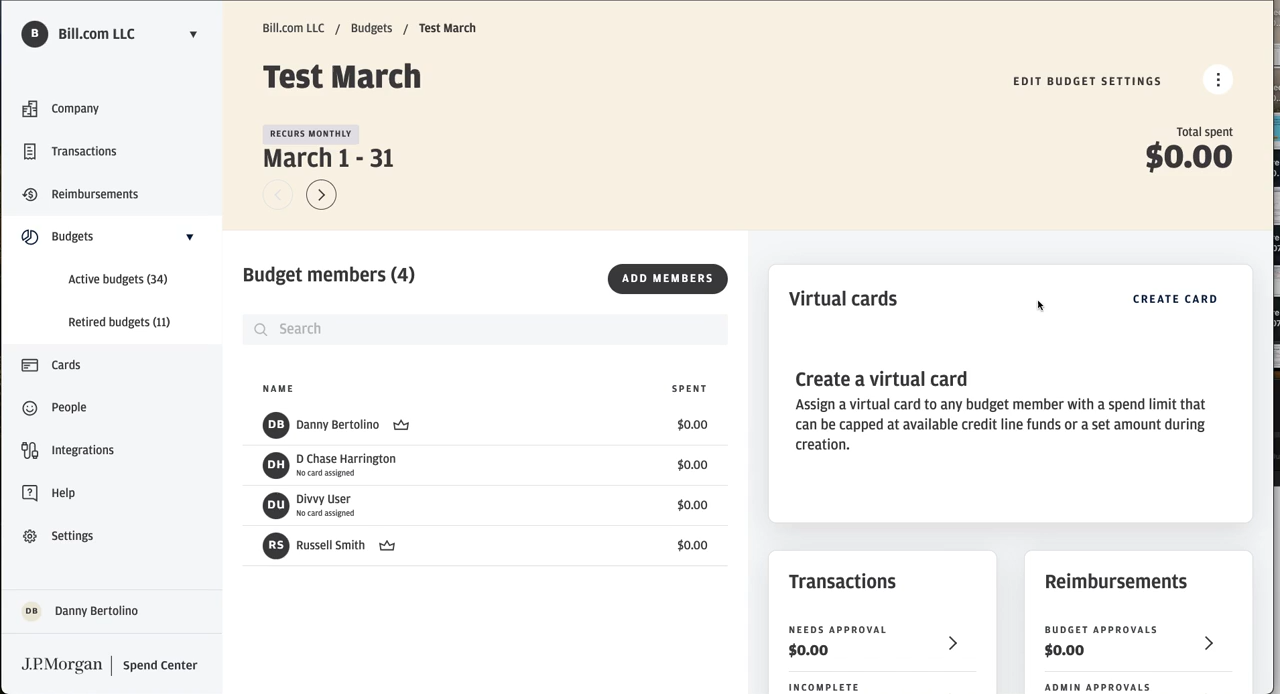 B Bill.com LLC
Company
Transactions
Reimbursements
Budgets
Active budgets (34)
Retired budgets (11)
Cards
People
Integrations
Help
Settings
DB Danny Bertolino
J.P.Morgan | Spend Center
Bill.com LLC / Budgets / Test March
Test March
EDIT BUDGET SETTINGS
RECURS MONTHLY
March 1 - 31
Total spent
$0.00
Budget members (4)
ADD MEMBERS
Search
NAME SPENT
DB Danny Bertolino $0.00
DH D Chase Harrington $0.00
No card assigned
DU Divvy User $0.00
No card assigned
RS Russell Smith $0.00
Virtual cards CREATE CARD
Create a virtual card
Assign a virtual card to any budget member with a spend limit that
can be capped at available credit line funds or a set amount during
creation.
Transactions
NEEDS APPROVAL
$0.00
INCOMPLETE
Reimbursements
BUDGET APPROVALS
$0.00
ADMIN APPROVALS